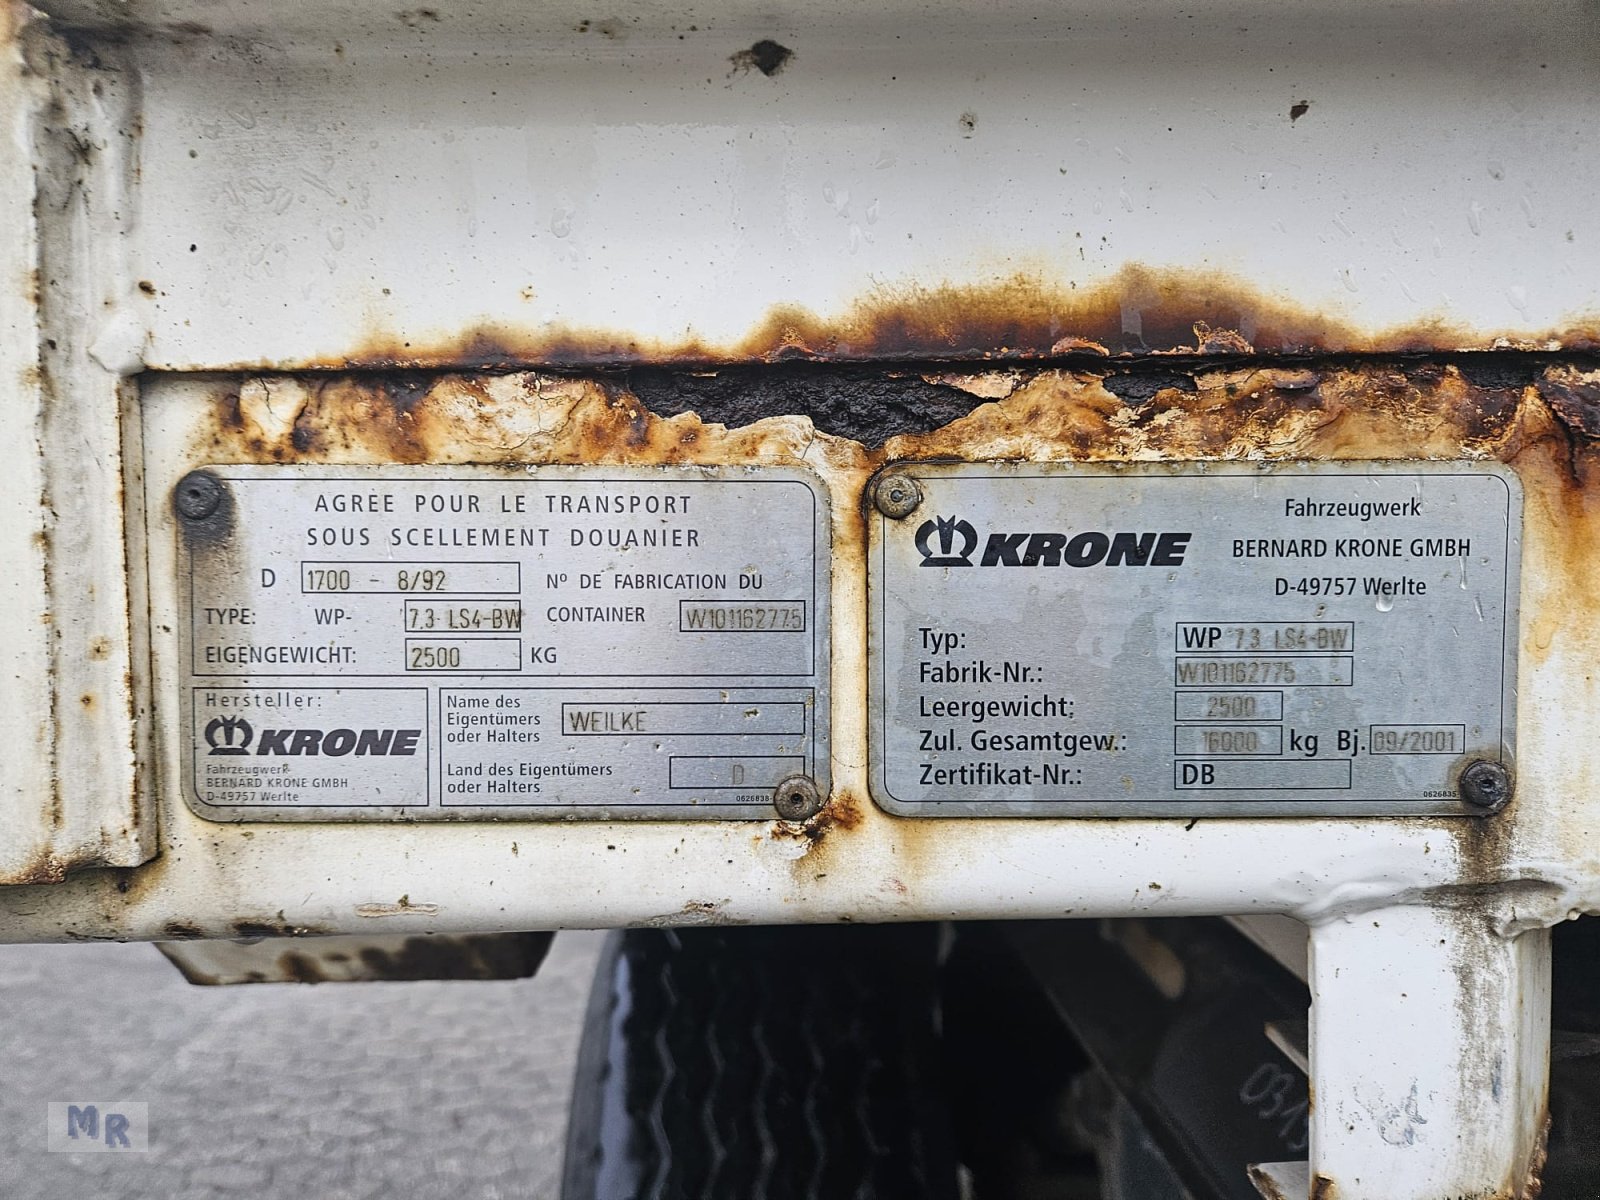 AGREE POUR LE TRANSPORT
SOUS SCELLEMENT DOUANIER
D 1700 - 8/92 Nº DE FABRICATION DU
TYPE: WP- 7.3 LS4-BW CONTAINER W101162775
EIGENGEWICHT: 2500 KG
Hersteller:
KRONE
Fahrzeugwerk
BERNARD KRONE GMBH
D-49757 Werlte
Name des
Eigentümers
oder Halters
WEILKE
Land des Eigentümers
oder Halters
D
0626838
KRONE
Fahrzeugwerk
BERNARD KRONE GMBH
D-49757 Werlte
Typ: WP 7.3 LS4-BW
Fabrik-Nr.: W101162775
Leergewicht: 2500
Zul. Gesamtgew.: 16000 kg Bj. 09/2001
Zertifikat-Nr.: DB
0626835
MR